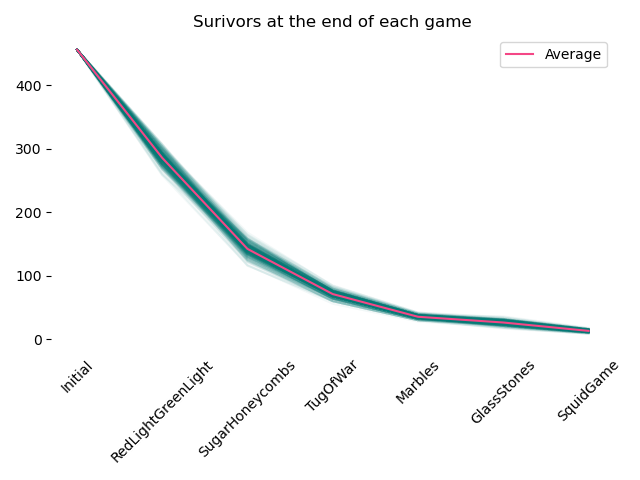 Surivors at the end of each game
Average
400
300
200
100
0
Initial
RedLightGreenLight
SugarHoneycombs
TugOfWar
Marbles
GlassStones
SquidGame